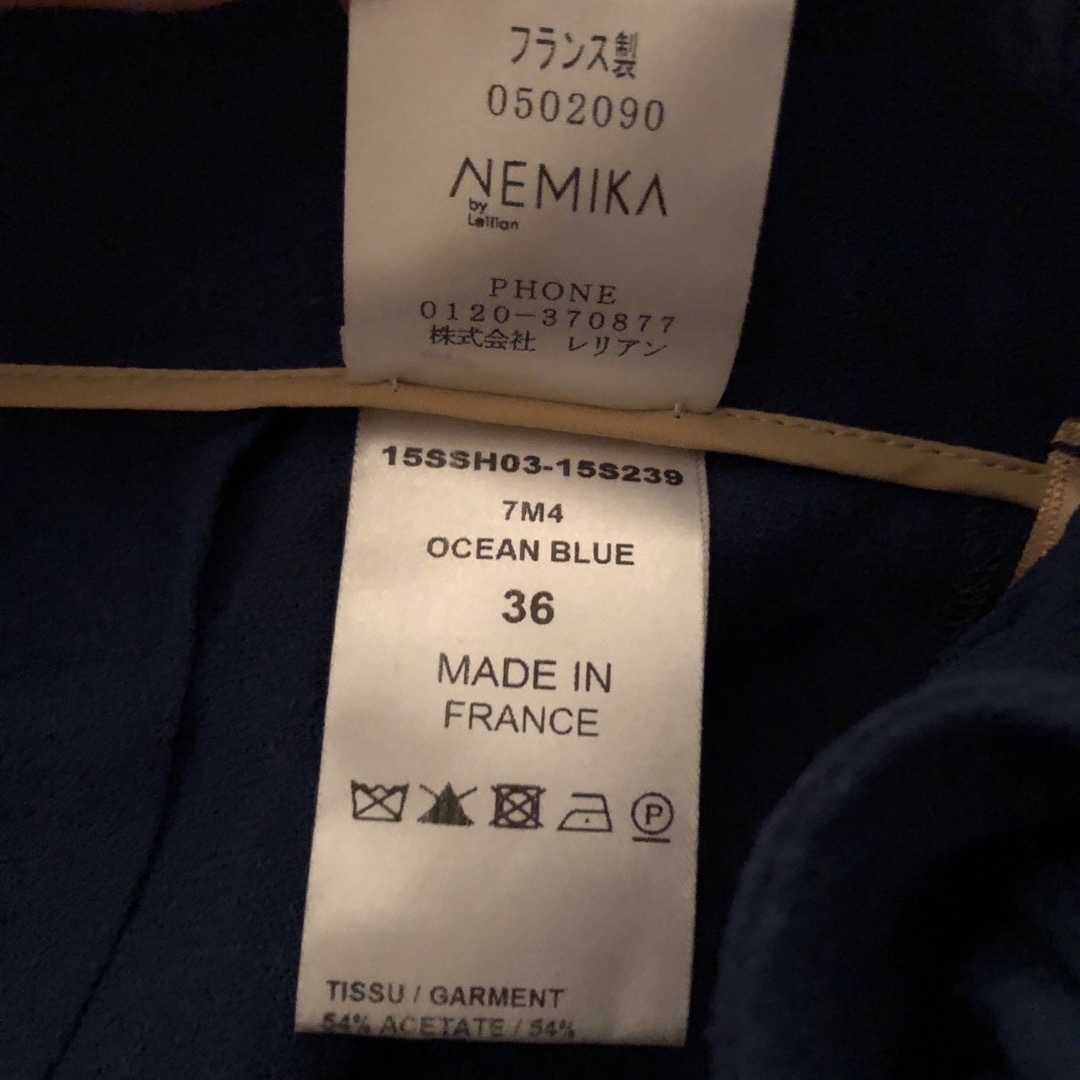 フランス製
0502090
NEMIKA
by
Leilian
PHONE
0120-370877
株式会社 レリアン
15SSH03-15S239
7M4
OCEAN BLUE
36
MADE IN
FRANCE
P
TISSU / GARMENT
54% ACETATE / 54%